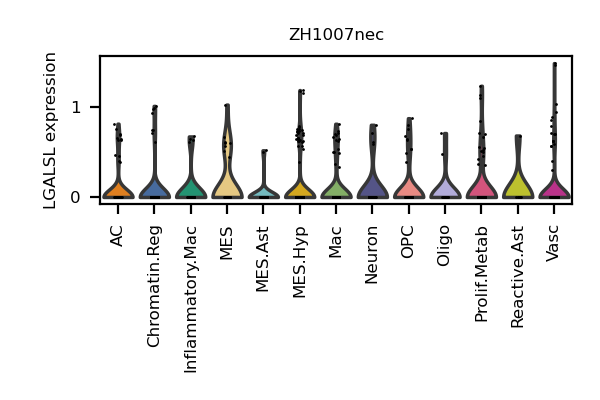 ZH1007nec
LGALSL expression
1
0
AC
Chromatin.Reg
Inflammatory.Mac
MES
MES.Ast
MES.Hyp
Mac
Neuron
OPC
Oligo
Prolif.Metab
Reactive.Ast
Vasc